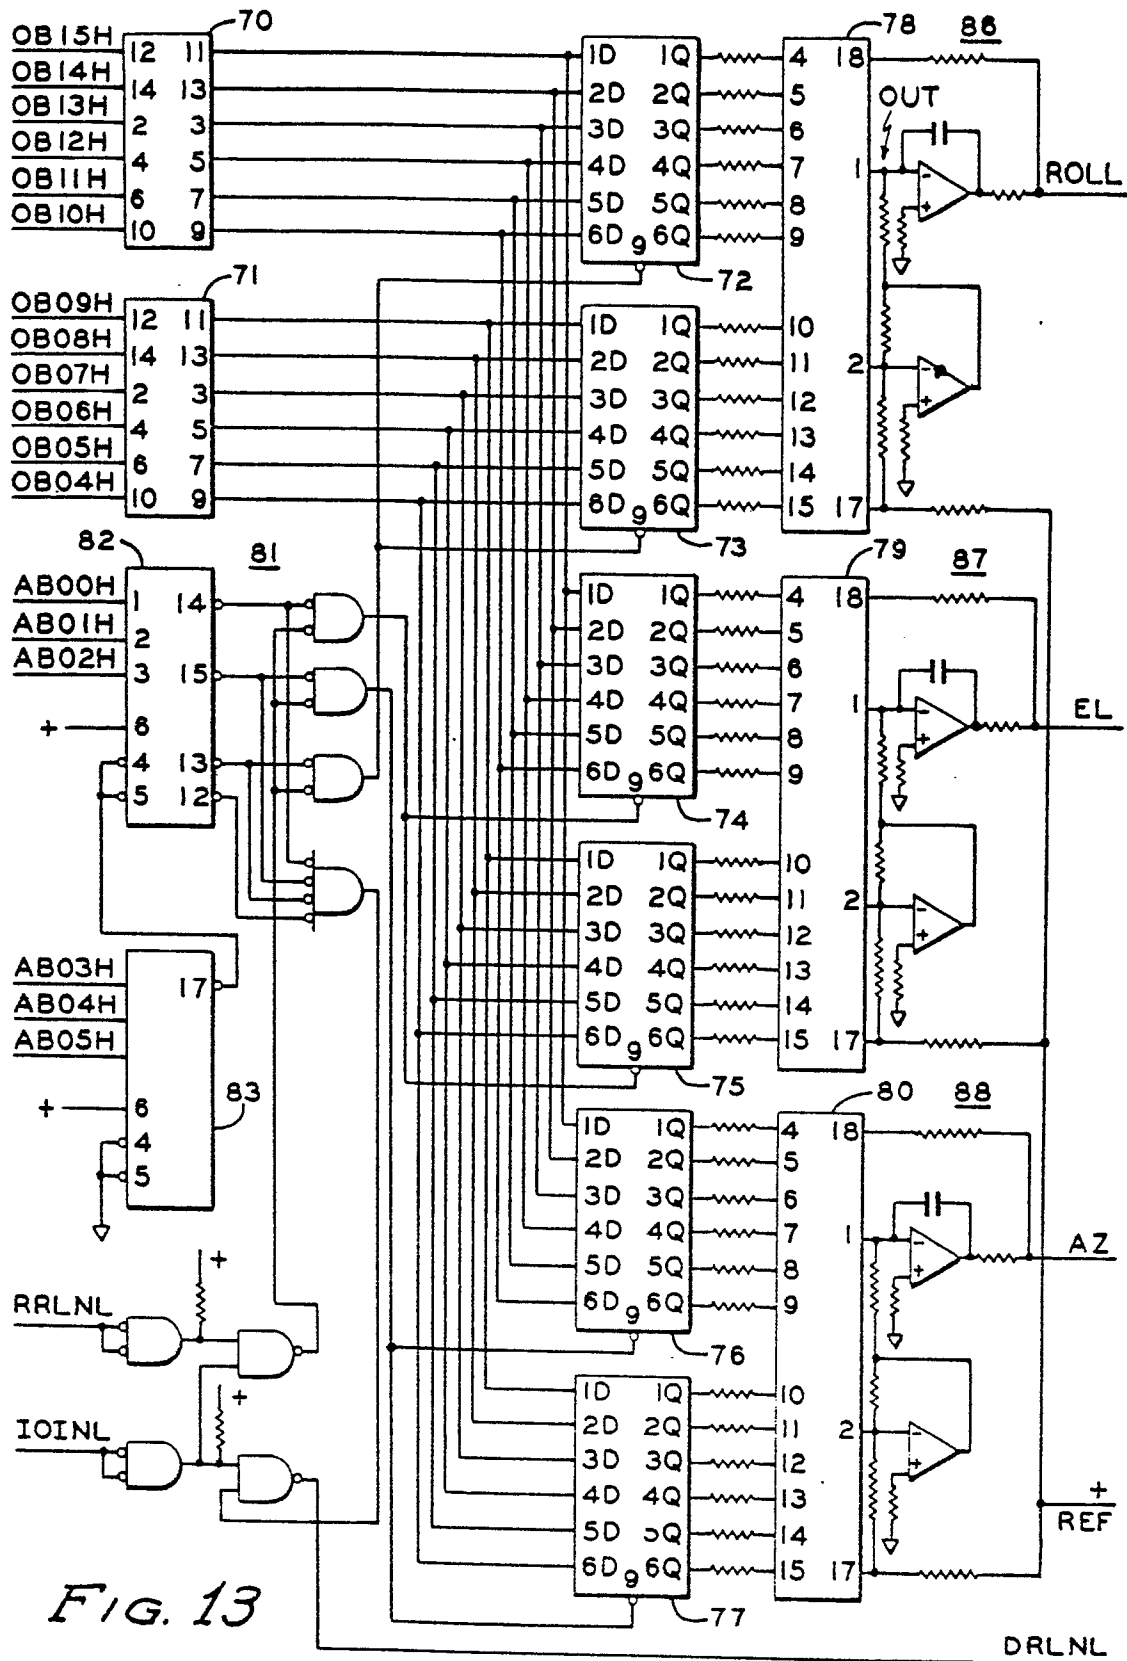 70
OB15H 12 11
OB14H 14 13
OB13H 2 3
OB12H 4 5
OB11H 6 7
OB10H 10 9
71
OB09H 12 11
OB08H 14 13
OB07H 2 3
OB06H 4 5
OB05H 6 7
OB04H 10 9
82 81
AB00H 1 14
AB01H 2
AB02H 3 15
+ 6
4 13
5 12
AB03H 17
AB04H
AB05H
+ 6
4 83
5
+
RRLNL
+
IOINL
FIG. 13
1D 1Q
2D 2Q
3D 3Q
4D 4Q
5D 5Q
6D 9 6Q
72
1D 1Q
2D 2Q
3D 3Q
4D 4Q
5D 5Q
6D 9 6Q
73
1D 1Q
2D 2Q
3D 3Q
4D 4Q
5D 5Q
6D 9 6Q
74
1D 1Q
2D 2Q
3D 3Q
4D 4Q
5D 5Q
6D 9 6Q
75
1D 1Q
2D 2Q
3D 3Q
4D 4Q
5D 5Q
6D 9 6Q
76
1D 1Q
2D 2Q
3D 3Q
4D 4Q
5D 5Q
6D 9 6Q
77
78 86
4 18
5 OUT
6
7 1 - +
8
9
ROLL
10
11 2 - +
12
13
14
15 17
79 87
4 18
5
6
7 1 - +
8
9
EL
10
11 2 - +
12
13
14
15 17
80 88
4 18
5
6
7 1 - +
8
9
AZ
10
11 2 - +
12
13
14
15 17
+
REF
DRLNL